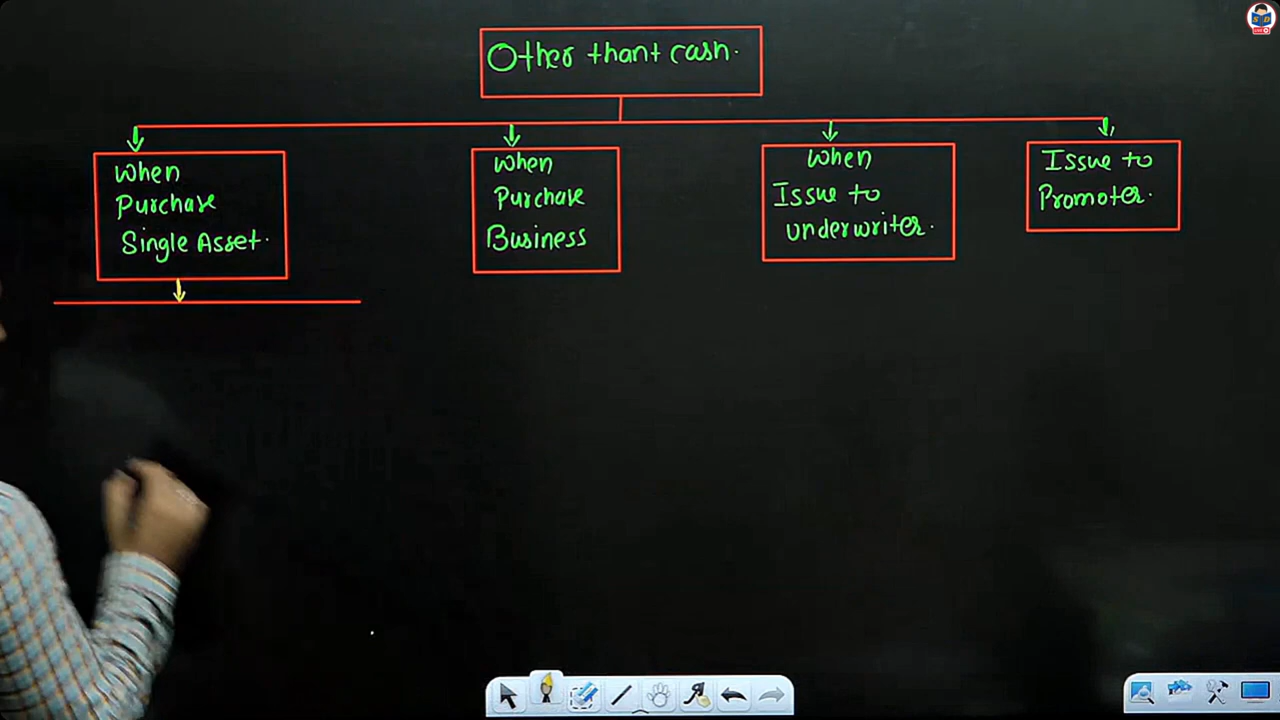 Other thant cash.
When
Purchase
Single Asset.
When
Purchase
Business
When
Issue to
underwriter.
Issue to
Promoter.